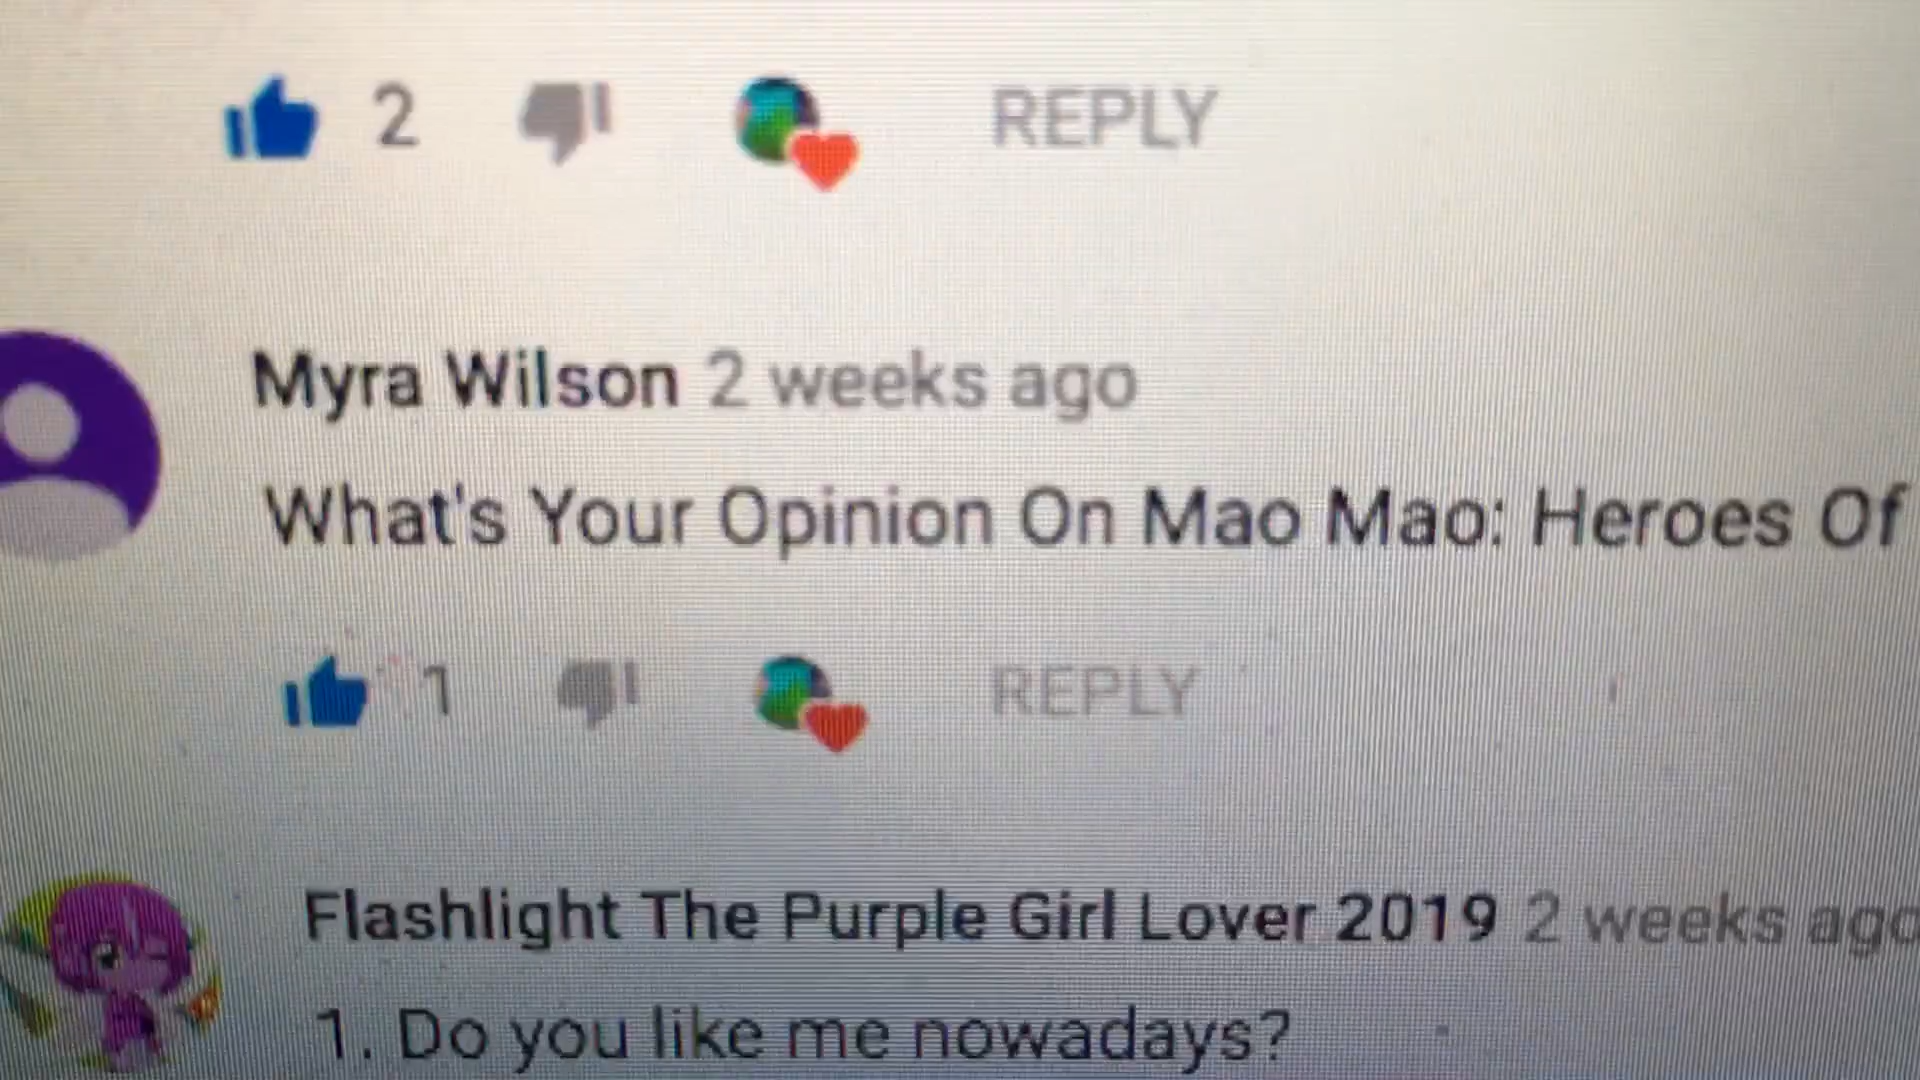 2 REPLY
Myra Wilson 2 weeks ago
What's Your Opinion On Mao Mao: Heroes Of
1 REPLY
Flashlight The Purple Girl Lover 2019 2 weeks ago
1. Do you like me nowadays?